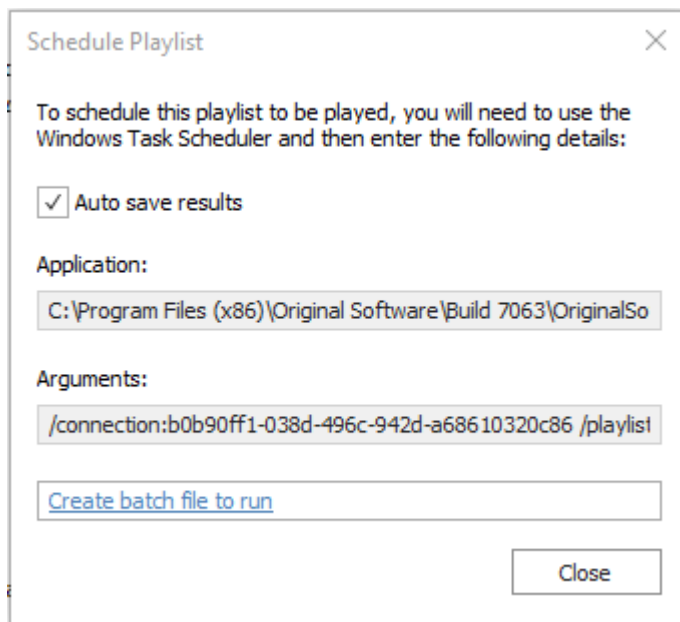 Schedule Playlist
To schedule this playlist to be played, you will need to use the
Windows Task Scheduler and then enter the following details:
Auto save results
Application:
C:\Program Files (x86)\Original Software\Build 7063\OriginalSo
Arguments:
/connection:b0b90ff1-038d-496c-942d-a68610320c86 /playlist
Create batch file to run
Close